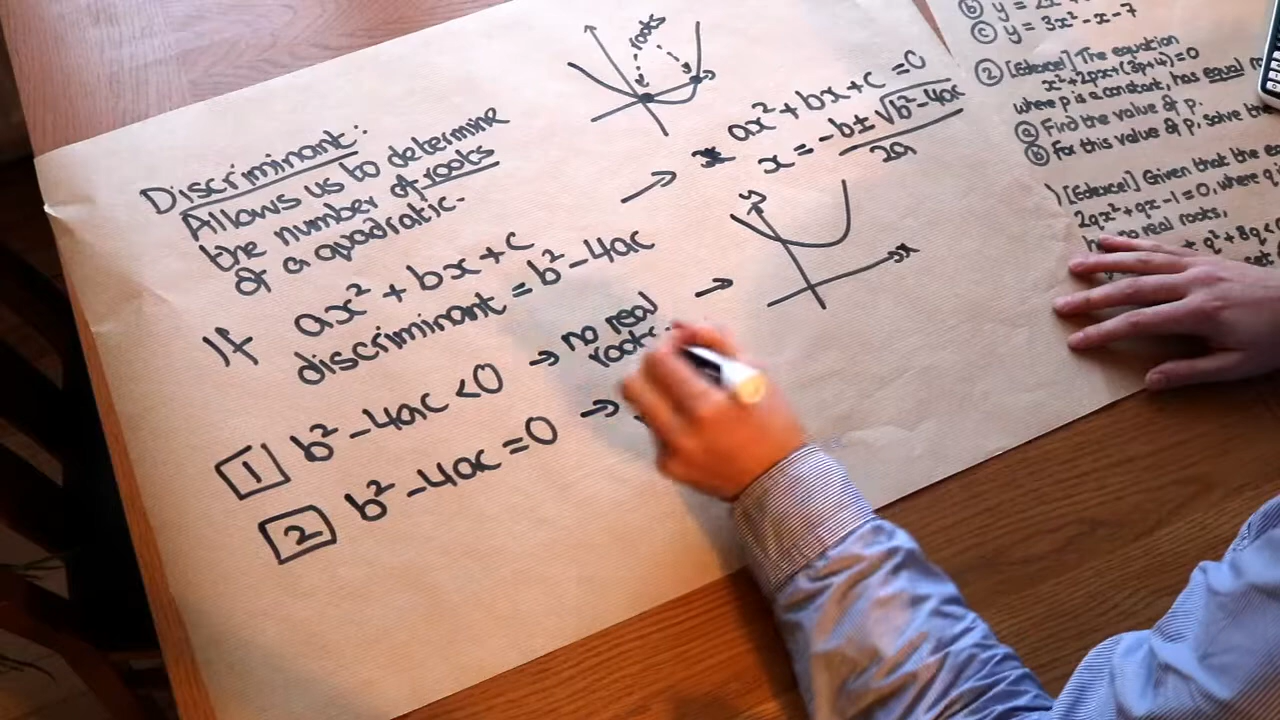 Discriminant:
Allows us to determine
the number of roots
of a quadratic.
If ax² + bx + c
discriminant = b² - 4ac
1 b² - 4ac < 0 → no real
roots
2 b² - 4ac = 0 →
roots
→ ax² + bx + c = 0
x = -b ± √b² - 4ac
2a
→
y
x
b y = 2x
c y = 3x² - x - 7
2 [Edexcel] The equation
x² + 2px + (3p + 4) = 0
where p is a constant, has equal
a Find the value of p.
b For this value of p, solve the
) [Edexcel] Given that the
2qx² + qx - 1 = 0, where q
no real roots,
q² + 8q <
set